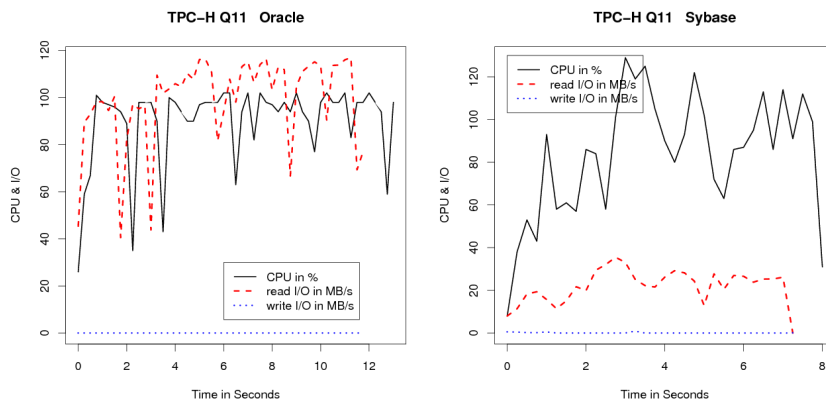 TPC−H Q11 Oracle
CPU & I/O
120
100
80
60
40
20
0
CPU in %
read I/O in MB/s
write I/O in MB/s
0 2 4 6 8 10 12
Time in Seconds
TPC−H Q11 Sybase
CPU & I/O
120
100
80
60
40
20
0
CPU in %
read I/O in MB/s
write I/O in MB/s
0 2 4 6 8
Time in Seconds